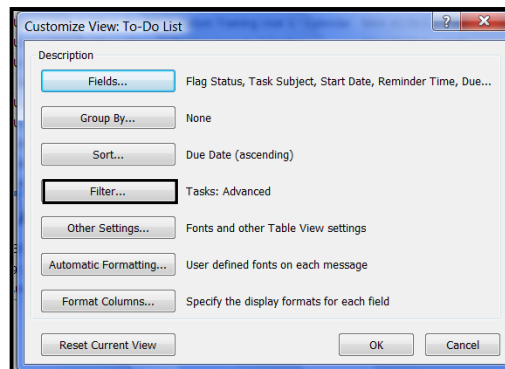 Customize View: To-Do List
Description
Fields... Flag Status, Task Subject, Start Date, Reminder Time, Due...
Group By... None
Sort... Due Date (ascending)
Filter... Tasks: Advanced
Other Settings... Fonts and other Table View settings
Automatic Formatting... User defined fonts on each message
Format Columns... Specify the display formats for each field
Reset Current View OK Cancel